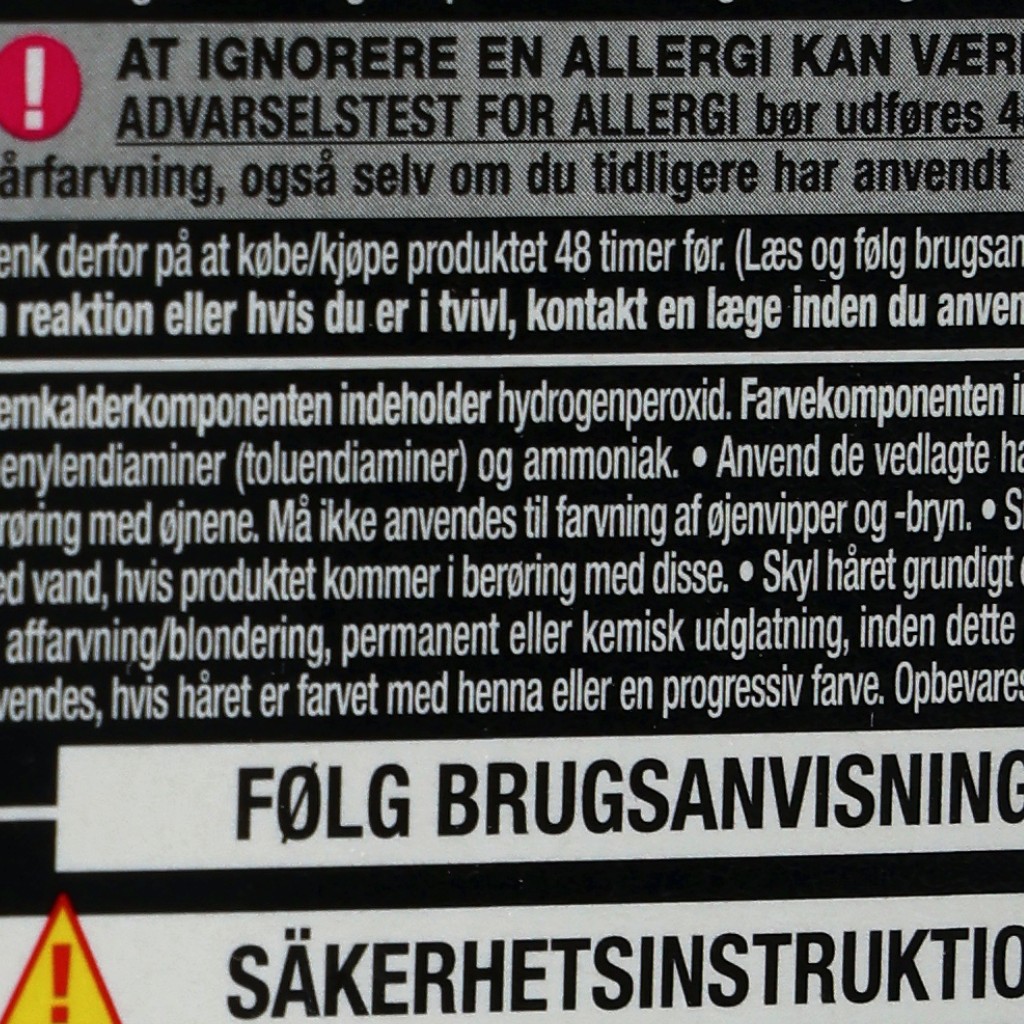 AT IGNORERE EN ALLERGI KAN VÆR
ADVARSELSTEST FOR ALLERGI bør udføres 4
årfarvning, også selv om du tidligere har anvendt
enk derfor på at købe/kjøpe produktet 48 timer før. (Læs og følg brugsan
reaktion eller hvis du er i tvivl, kontakt en læge inden du anven
emkalderkomponenten indeholder hydrogenperoxid. Farvekomponenten i
enylendiaminer (toluendiaminer) og ammoniak. • Anvend de vedlagte ha
røring med øjnene. Må ikke anvendes til farvning af øjenvipper og -bryn. • S
ed vand, hvis produktet kommer i berøring med disse. • Skyl håret grundigt
affarvning/blondering, permanent eller kemisk udglatning, inden dette
vendes, hvis håret er farvet med henna eller en progressiv farve. Opbevares
FØLG BRUGSANVISNING
SÄKERHETSINSTRUKTIO